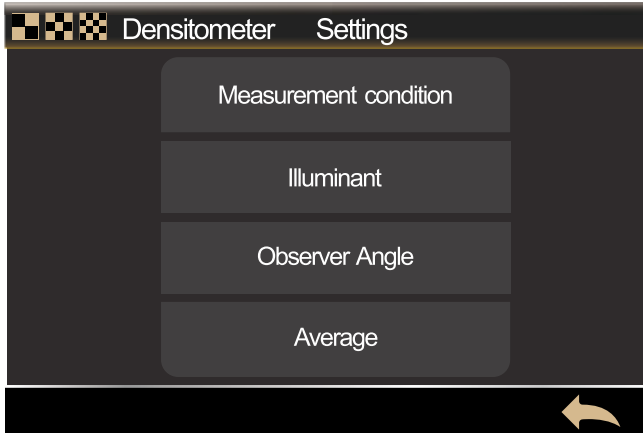 Densitometer Settings
Measurement condition
Illuminant
Observer Angle
Average